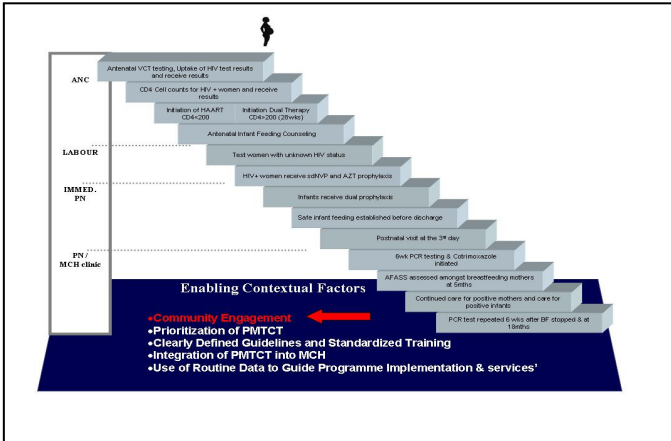 Antenatal VCT testing, Uptake of HIV test results
and receive results
ANC
CD4 Cell counts for HIV + women and receive
results
Initiation of HAART
CD4<200
Initiation Dual Therapy
CD4>200 (28wks)
Antenatal Infant Feeding Counseling
LABOUR
Test women with unknown HIV status
HIV+ women receive sdNVP and AZT prophylaxis
IMMED.
PN
Infants receive dual prophylaxis
Safe infant feeding established before discharge
Postnatal visit at the 3rd day
PN /
MCH clinic
6wk PCR testing & Cotrimoxazole
initiated
AFASS assessed amongst breastfeeding mothers
at 5mths
Continued care for positive mothers and care for
positive infants
PCR test repeated 6 wks after BF stopped & at
18mths
Enabling Contextual Factors
•Community Engagement
•Prioritization of PMTCT
•Clearly Defined Guidelines and Standardized Training
•Integration of PMTCT into MCH
•Use of Routine Data to Guide Programme Implementation & services'